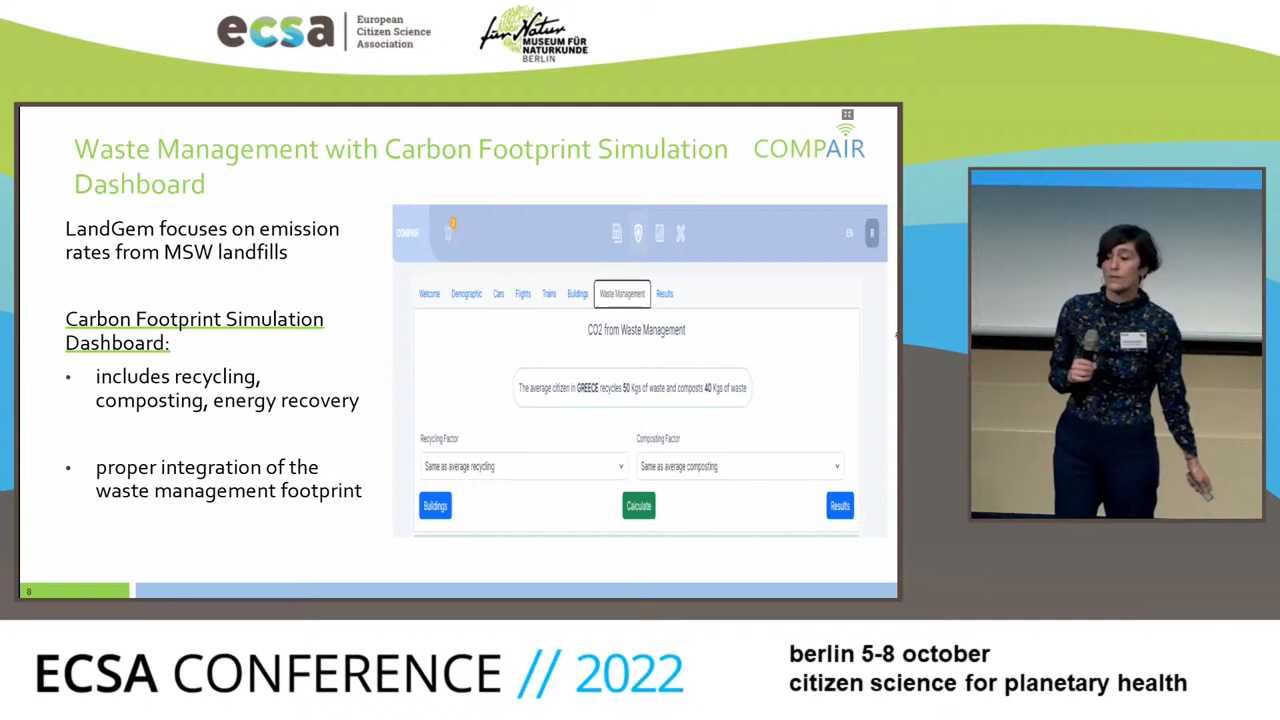 ecsa
European
Citizen Science
Association
für Natur
MUSEUM FÜR
NATURKUNDE
BERLIN
Waste Management with Carbon Footprint Simulation
Dashboard
COMPAIR
LandGem focuses on emission
rates from MSW landfills
Carbon Footprint Simulation
Dashboard:
• includes recycling,
composting, energy recovery
• proper integration of the
waste management footprint
COMPAIR
EN
R
Welcome Demographic Cars Flights Trains Buildings Waste Management Results
CO2 from Waste Management
The average citizen in GREECE recycles 50 Kgs of waste and composts 40 Kgs of waste
Recycling Factor Composting Factor
Same as average recycling Same as average composting
Buildings Calculate Results
8
ECSA CONFERENCE // 2022
berlin 5-8 october
citizen science for planetary health